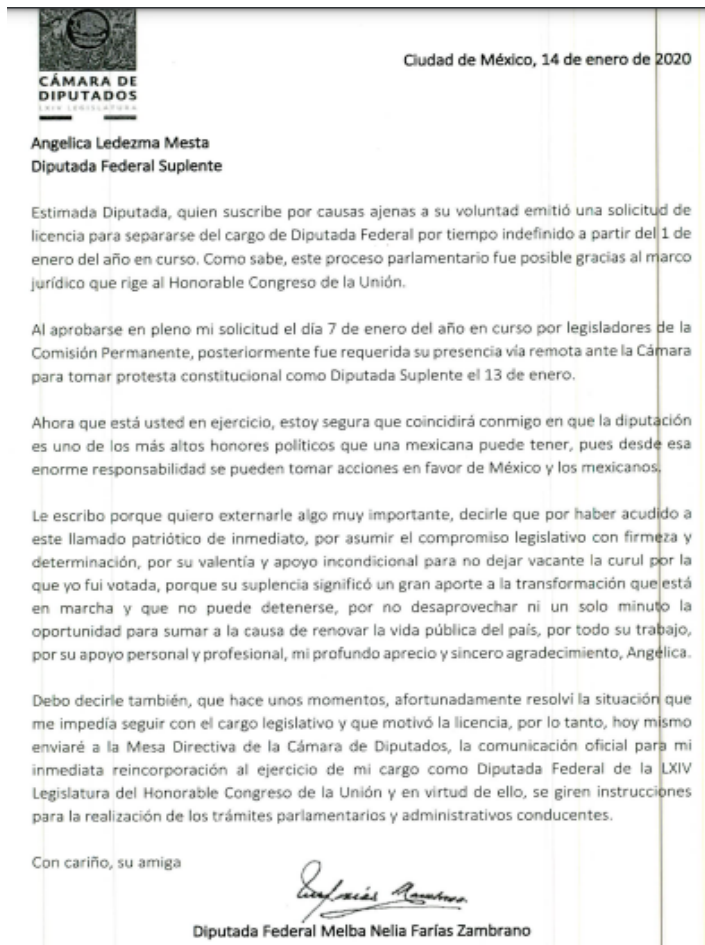 CÁMARA DE
DIPUTADOS
LXIV LEGISLATURA
Ciudad de México, 14 de enero de 2020
Angelica Ledezma Mesta
Diputada Federal Suplente
Estimada Diputada, quien suscribe por causas ajenas a su voluntad emitió una solicitud de
licencia para separarse del cargo de Diputada Federal por tiempo indefinido a partir del 1 de
enero del año en curso. Como sabe, este proceso parlamentario fue posible gracias al marco
jurídico que rige al Honorable Congreso de la Unión.
Al aprobarse en pleno mi solicitud el día 7 de enero del año en curso por legisladores de la
Comisión Permanente, posteriormente fue requerida su presencia vía remota ante la Cámara
para tomar protesta constitucional como Diputada Suplente el 13 de enero.
Ahora que está usted en ejercicio, estoy segura que coincidirá conmigo en que la diputación
es uno de los más altos honores políticos que una mexicana puede tener, pues desde esa
enorme responsabilidad se pueden tomar acciones en favor de México y los mexicanos.
Le escribo porque quiero externarle algo muy importante, decirle que por haber acudido a
este llamado patriótico de inmediato, por asumir el compromiso legislativo con firmeza y
determinación, por su valentía y apoyo incondicional para no dejar vacante la curul por la
que yo fui votada, porque su suplencia significó un gran aporte a la transformación que está
en marcha y que no puede detenerse, por no desaprovechar ni un solo minuto la
oportunidad para sumar a la causa de renovar la vida pública del país, por todo su trabajo,
por su apoyo personal y profesional, mi profundo aprecio y sincero agradecimiento, Angélica.
Debo decirle también, que hace unos momentos, afortunadamente resolví la situación que
me impedía seguir con el cargo legislativo y que motivó la licencia, por lo tanto, hoy mismo
enviaré a la Mesa Directiva de la Cámara de Diputados, la comunicación oficial para mi
inmediata reincorporación al ejercicio de mi cargo como Diputada Federal de la LXIV
Legislatura del Honorable Congreso de la Unión y en virtud de ello, se giren instrucciones
para la realización de los trámites parlamentarios y administrativos conducentes.
Con cariño, su amiga
Diputada Federal Melba Nelia Farías Zambrano